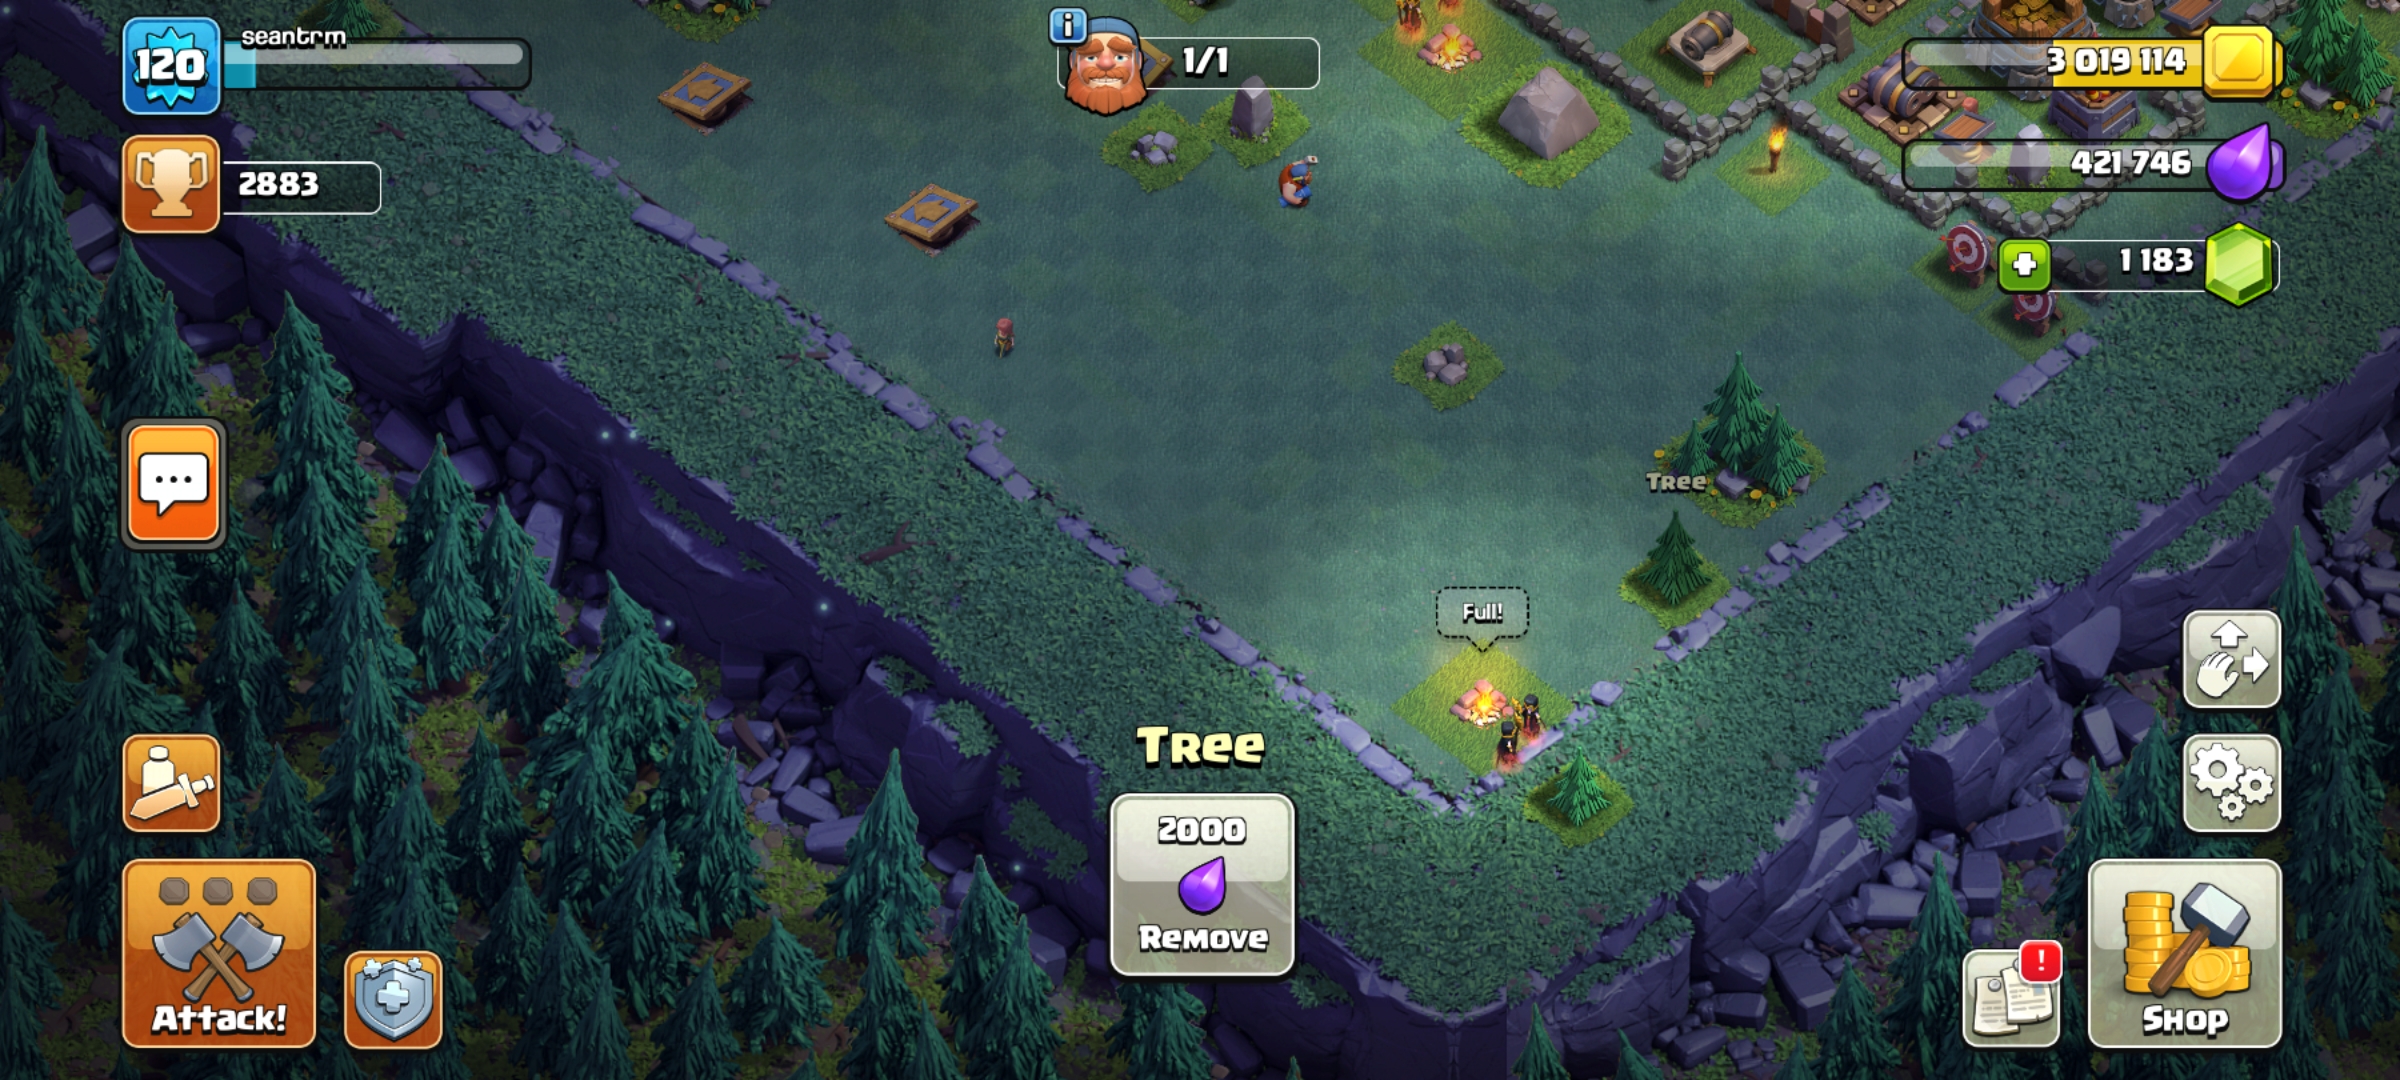 120
seantrm
i
1/1
3 019 114
2883
421 746
1 183
Tree
Full!
Tree
2000
Remove
Attack!
!
Shop